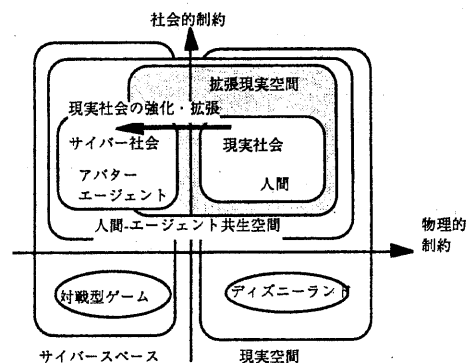 社会的制約
拡張現実空間
現実社会の強化・拡張
サイバー社会
現実社会
アバター
エージェント
人間
人間-エージェント共生空間
物理的
制約
対戦型ゲーム
ディズニーランド
サイバースペース
現実空間